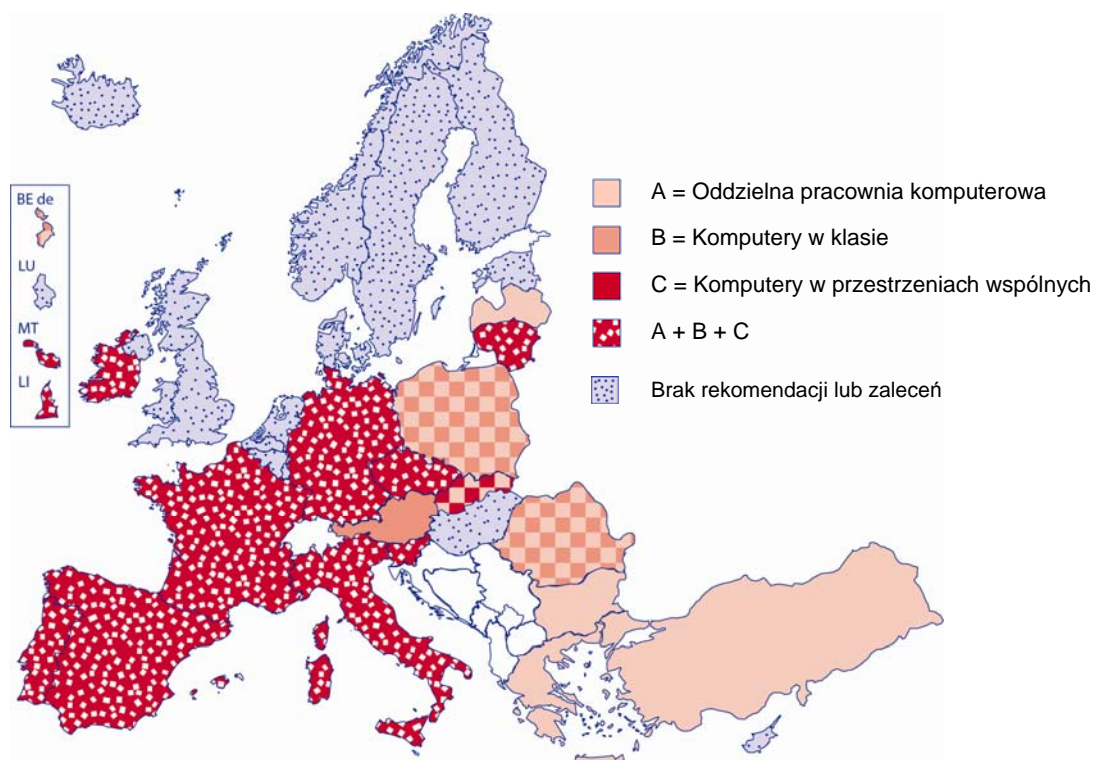 BE de
LU
MT
LI
A = Oddzielna pracownia komputerowa
B = Komputery w klasie
C = Komputery w przestrzeniach wspólnych
A + B + C
Brak rekomendacji lub zaleceń